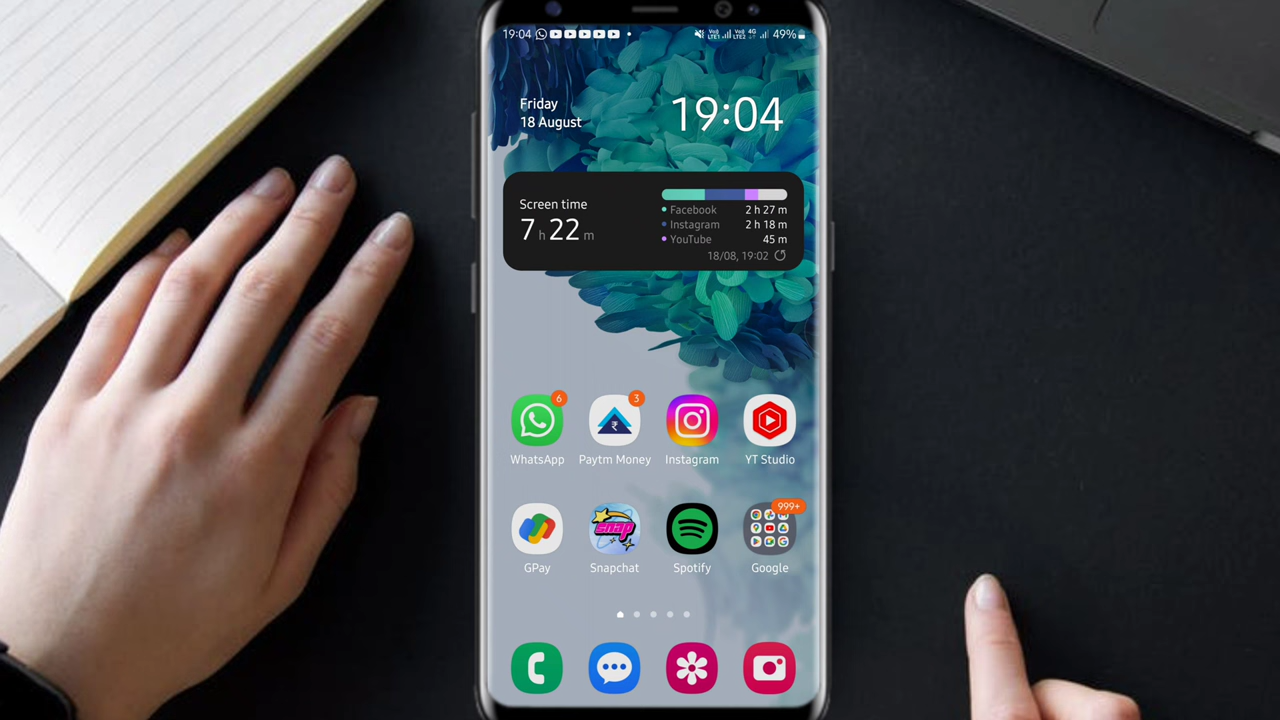 19:04
49%
Friday
18 August
19:04
Screen time
7 h 22 m
Facebook 2 h 27 m
Instagram 2 h 18 m
YouTube 45 m
18/08, 19:02
6
3
WhatsApp
Paytm Money
Instagram
YT Studio
999+
snap
GPay
Snapchat
Spotify
Google